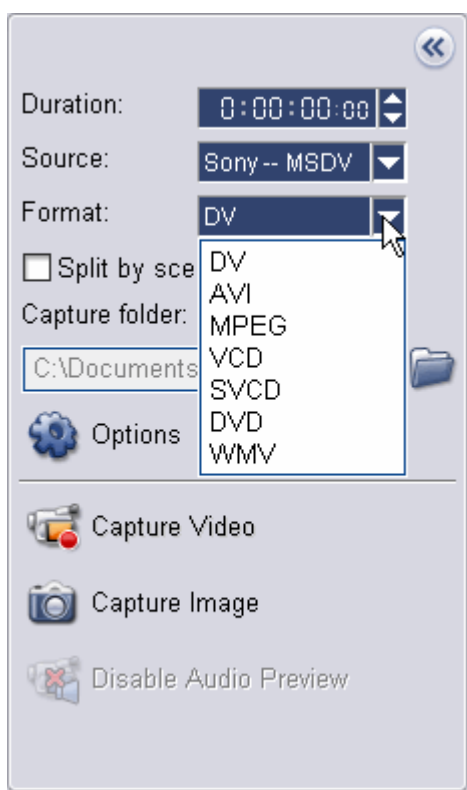 Duration: 0:00:00:00
Source: Sony -- MSDV
Format: DV
Split by sce
DV
AVI
MPEG
VCD
SVCD
DVD
WMV
Capture folder:
C:\Documents
Options
Capture Video
Capture Image
Disable Audio Preview